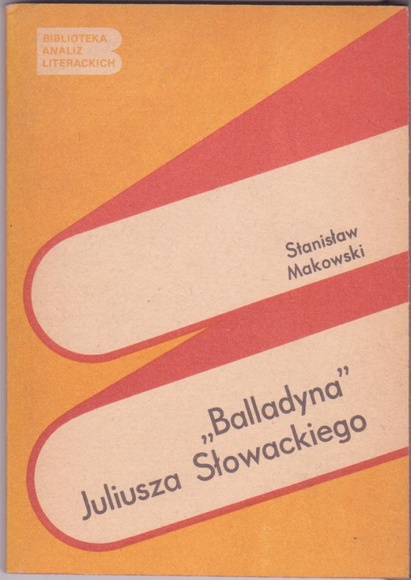 BIBLIOTEKA
ANALIZ
LITERACKICH
Stanisław
Makowski
„Balladyna”
Juliusza Słowackiego